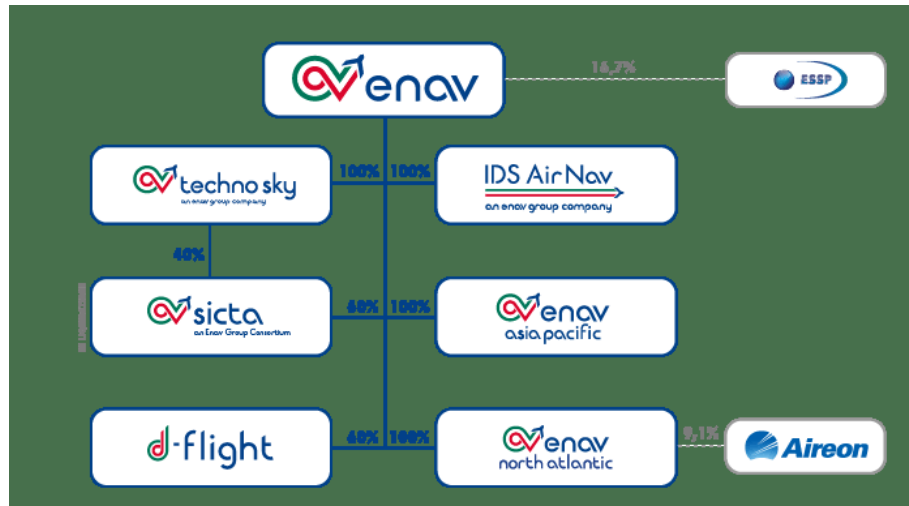 enav
16,7%
ESSP
techno sky
an enav group company
100%
100%
IDS AirNav
an enav group company
40%
sicta
an Enav Group Consortium
60%
100%
enav
asia pacific
d-flight
60%
100%
enav
north atlantic
9,1%
Aireon